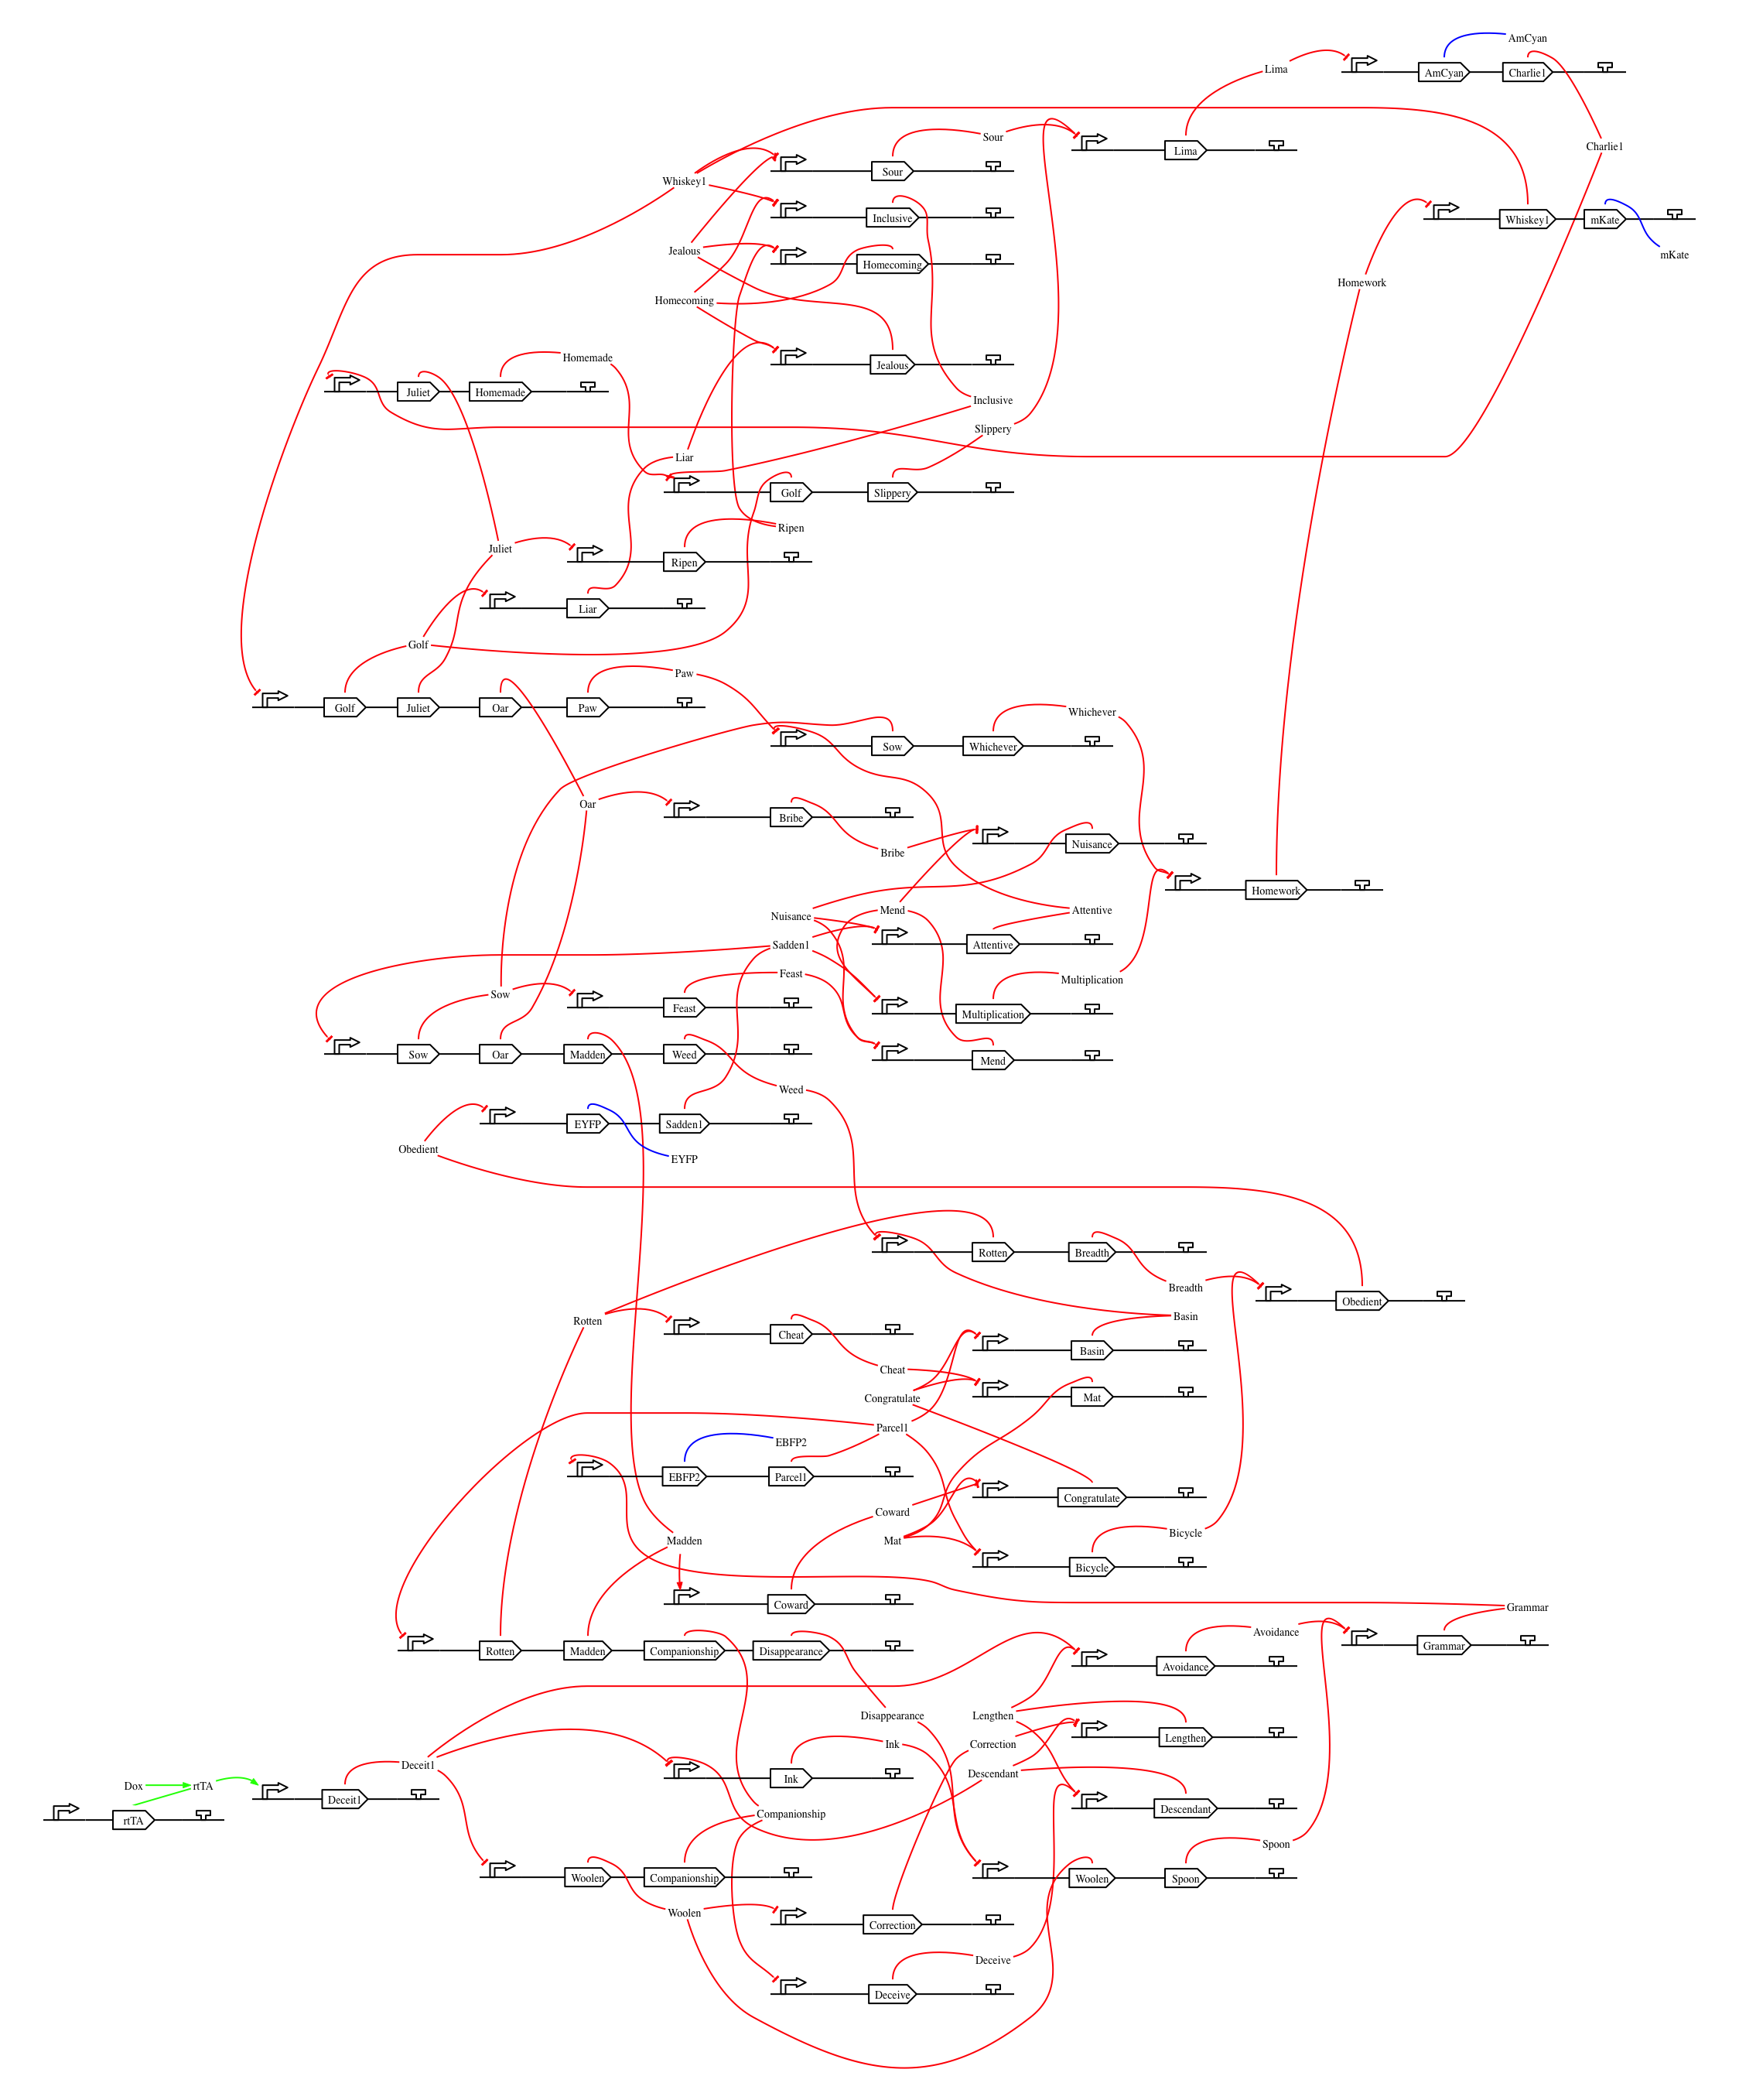 AmCyan
Lima
AmCyan
Charlie1
Sour
Charlie1
Lima
Sour
Whiskey1
Inclusive
Whiskey1
mKate
Jealous
mKate
Homecoming
Homework
Homecoming
Homemade
Jealous
Juliet
Homemade
Inclusive
Slippery
Liar
Golf
Slippery
Ripen
Juliet
Ripen
Liar
Golf
Paw
Golf
Juliet
Oar
Paw
Whichever
Sow
Whichever
Oar
Bribe
Nuisance
Bribe
Homework
Nuisance
Mend
Attentive
Sadden1
Attentive
Feast
Multiplication
Sow
Feast
Multiplication
Sow
Oar
Madden
Weed
Mend
Weed
EYFP
Sadden1
Obedient
EYFP
Rotten
Breadth
Breadth
Obedient
Basin
Rotten
Cheat
Basin
Cheat
Congratulate
Mat
Parcel1
EBFP2
EBFP2
Parcel1
Congratulate
Coward
Bicycle
Madden
Mat
Bicycle
Coward
Grammar
Avoidance
Rotten
Madden
Companionship
Disappearance
Grammar
Avoidance
Disappearance
Lengthen
Lengthen
Ink
Correction
Deceit1
Descendant
Ink
Dox
rtTA
Deceit1
Descendant
Companionship
rtTA
Spoon
Woolen
Companionship
Woolen
Spoon
Woolen
Correction
Deceive
Deceive